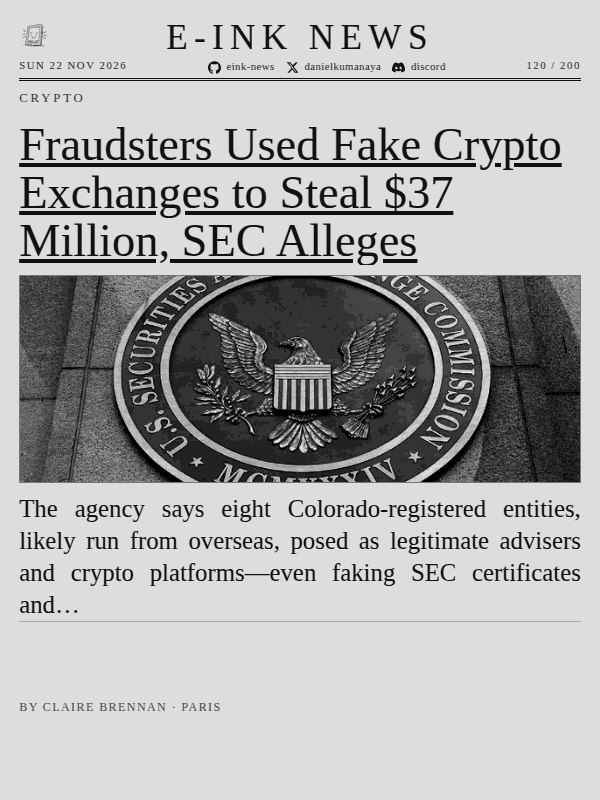 E-INK NEWS
SUN 22 NOV 2026
eink-news danielkumanaya discord
120 / 200
CRYPTO
Fraudsters Used Fake Crypto
Exchanges to Steal $37
Million, SEC Alleges
U.S. SECURITIES A NGE COMMISSION
MCMXXXIV
The agency says eight Colorado-registered entities,
likely run from overseas, posed as legitimate advisers
and crypto platforms—even faking SEC certificates
and…
BY CLAIRE BRENNAN · PARIS